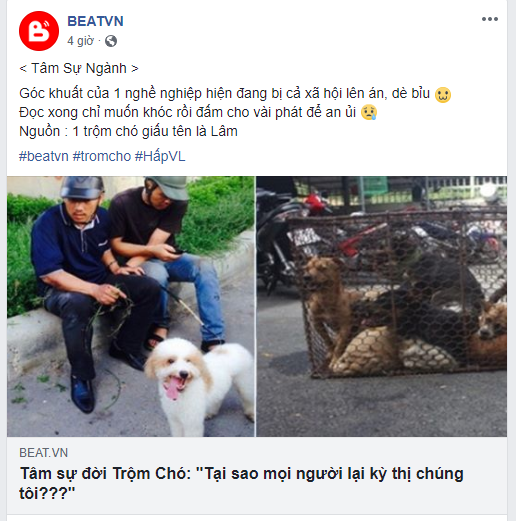 BEATVN
4 giờ ·
< Tâm Sự Ngành >
Góc khuất của 1 nghề nghiệp hiện đang bị cả xã hội lên án, dè bỉu
Đọc xong chỉ muốn khóc rồi đấm cho vài phát để an ủi
Nguồn : 1 trộm chó giấu tên là Lâm
#beatvn #tromcho #HấpVL
BEAT.VN
Tâm sự đời Trộm Chó: "Tại sao mọi người lại kỳ thị chúng
tôi???"